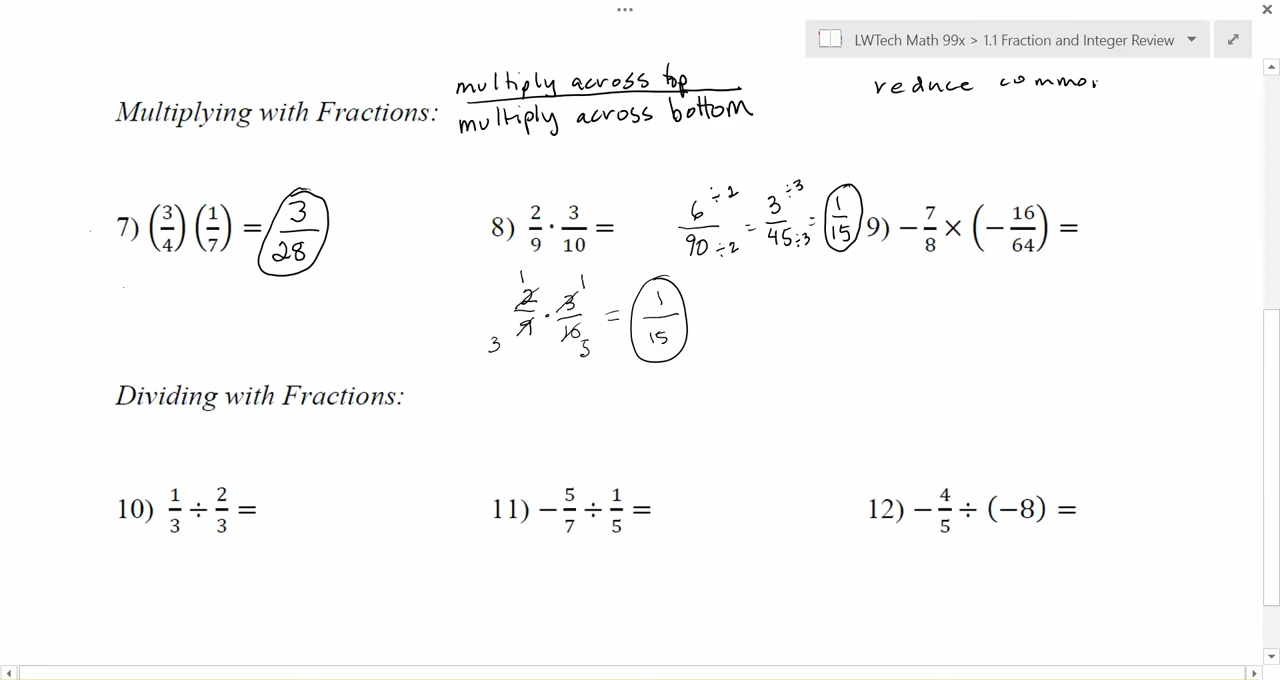 ...
LWTech Math 99x > 1.1 Fraction and Integer Review
multiply across top
reduce commo
Multiplying with Fractions:
multiply across bottom
7) (3/4) (1/7) = 3/28
8) 2/9 · 3/10 = 6 ÷2 / 90 ÷2 = 3 ÷3 / 45 ÷3 = 1/15
9) − 7/8 × (− 16/64) =
1 2/9 3 · 3 1/10 5 = 1/15
Dividing with Fractions:
10) 1/3 ÷ 2/3 =
11) − 5/7 ÷ 1/5 =
12) − 4/5 ÷ (−8) =